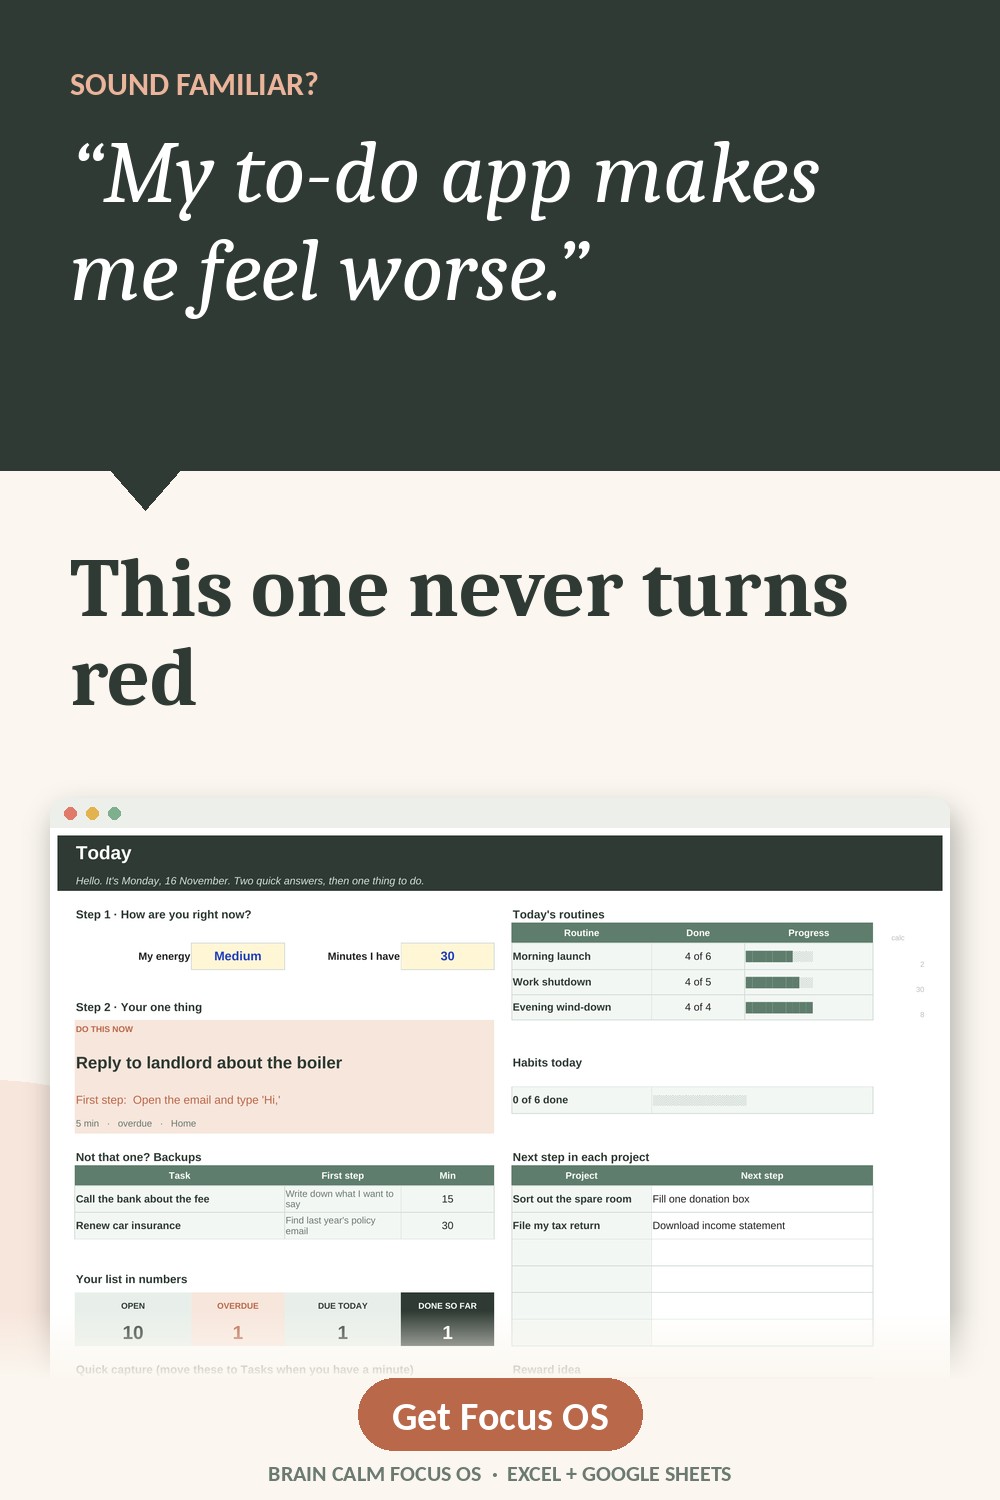 SOUND FAMILIAR?
“My to-do app makes
me feel worse.”
This one never turns
red
Today
Hello. It's Monday, 16 November. Two quick answers, then one thing to do.
Step 1 · How are you right now?
My energy Medium Minutes I have 30
Step 2 · Your one thing
DO THIS NOW
Reply to landlord about the boiler
First step: Open the email and type 'Hi,'
5 min · overdue · Home
Not that one? Backups
Task First step Min
Call the bank about the fee Write down what I want to say 15
Renew car insurance Find last year's policy email 30
Your list in numbers
OPEN OVERDUE DUE TODAY DONE SO FAR
10 1 1 1
Quick capture (move these to Tasks when you have a minute)
Today's routines
Routine Done Progress
Morning launch 4 of 6
Work shutdown 4 of 5
Evening wind-down 4 of 4
calc
2
30
6
Habits today
0 of 6 done
Next step in each project
Project Next step
Sort out the spare room Fill one donation box
File my tax return Download income statement
Reward idea
Get Focus OS
BRAIN CALM FOCUS OS · EXCEL + GOOGLE SHEETS